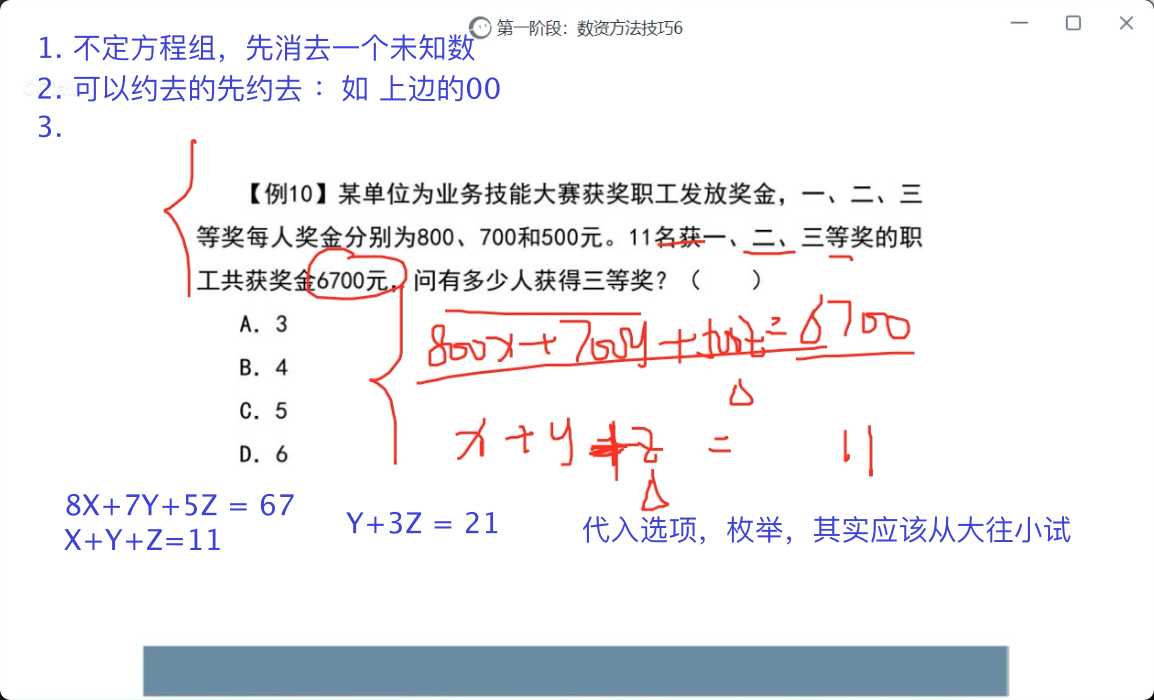 第一阶段：数资方法技巧6
1. 不定方程组，先消去一个未知数
2. 可以约去的先约去 ：如 上边的00
3.
【例10】某单位为业务技能大赛获奖职工发放奖金，一、二、三
等奖每人奖金分别为800、700和500元。11名获一、二、三等奖的职
工共获奖金6700元，问有多少人获得三等奖？（ ）
A. 3
800x+700y+500z=6700
B. 4
C. 5
x+y+z = 11
D. 6
8X+7Y+5Z = 67
X+Y+Z=11
Y+3Z = 21
代入选项，枚举，其实应该从大往小试